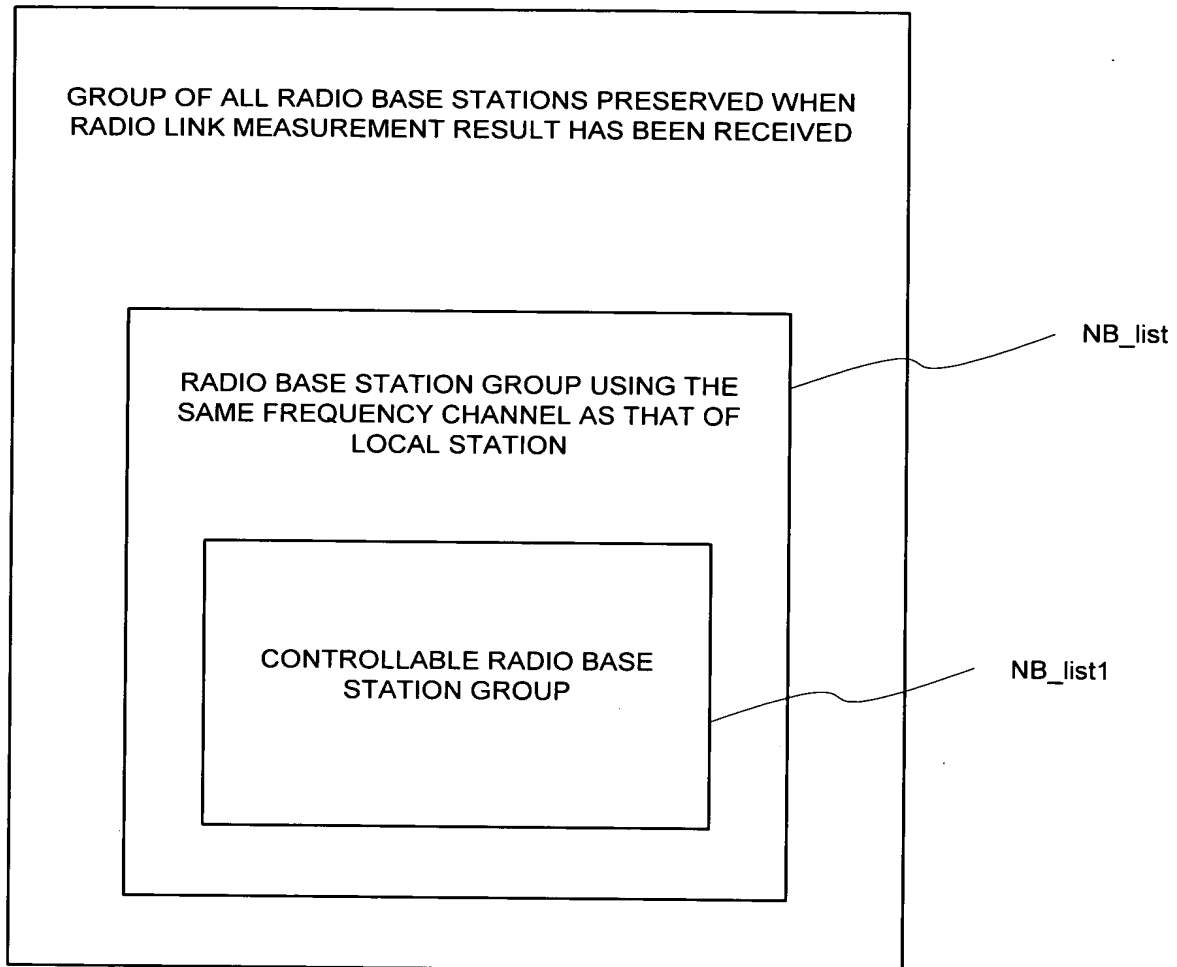 GROUP OF ALL RADIO BASE STATIONS PRESERVED WHEN
RADIO LINK MEASUREMENT RESULT HAS BEEN RECEIVED
NB_list
RADIO BASE STATION GROUP USING THE
SAME FREQUENCY CHANNEL AS THAT OF
LOCAL STATION
CONTROLLABLE RADIO BASE
STATION GROUP
NB_list1